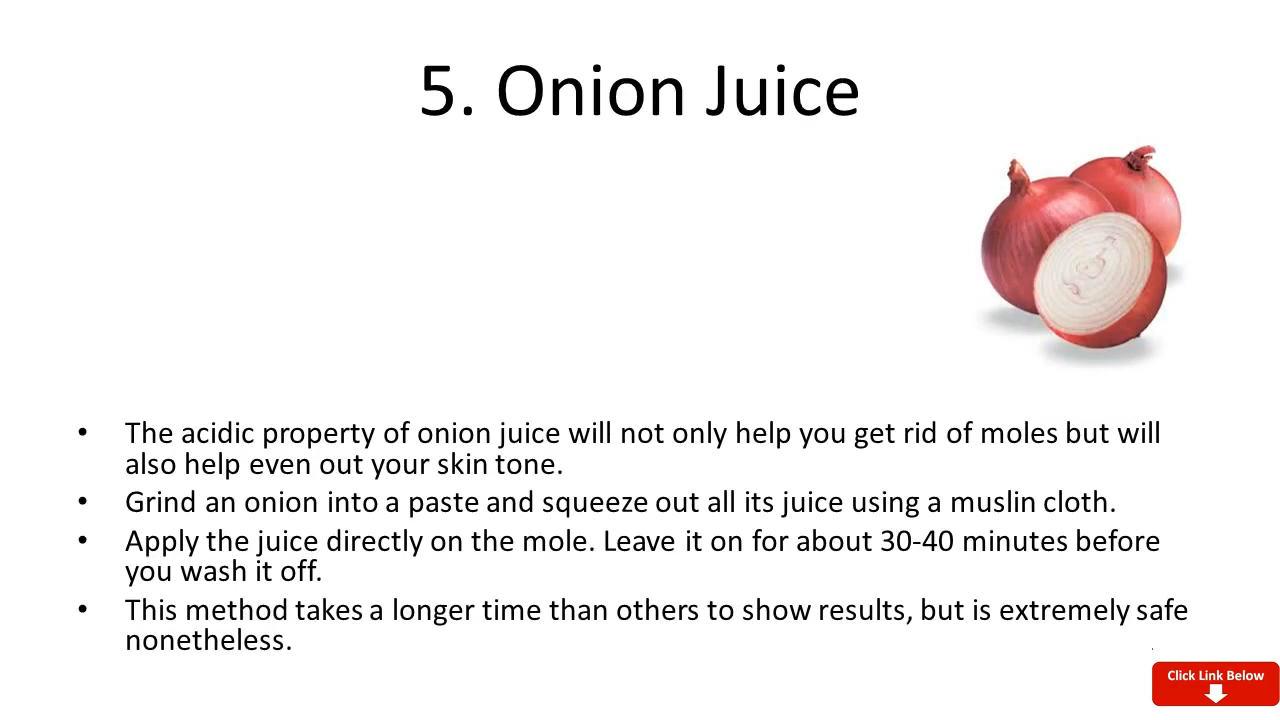 5. Onion Juice
• The acidic property of onion juice will not only help you get rid of moles but will
also help even out your skin tone.
• Grind an onion into a paste and squeeze out all its juice using a muslin cloth.
• Apply the juice directly on the mole. Leave it on for about 30-40 minutes before
you wash it off.
• This method takes a longer time than others to show results, but is extremely safe
nonetheless.
Click Link Below